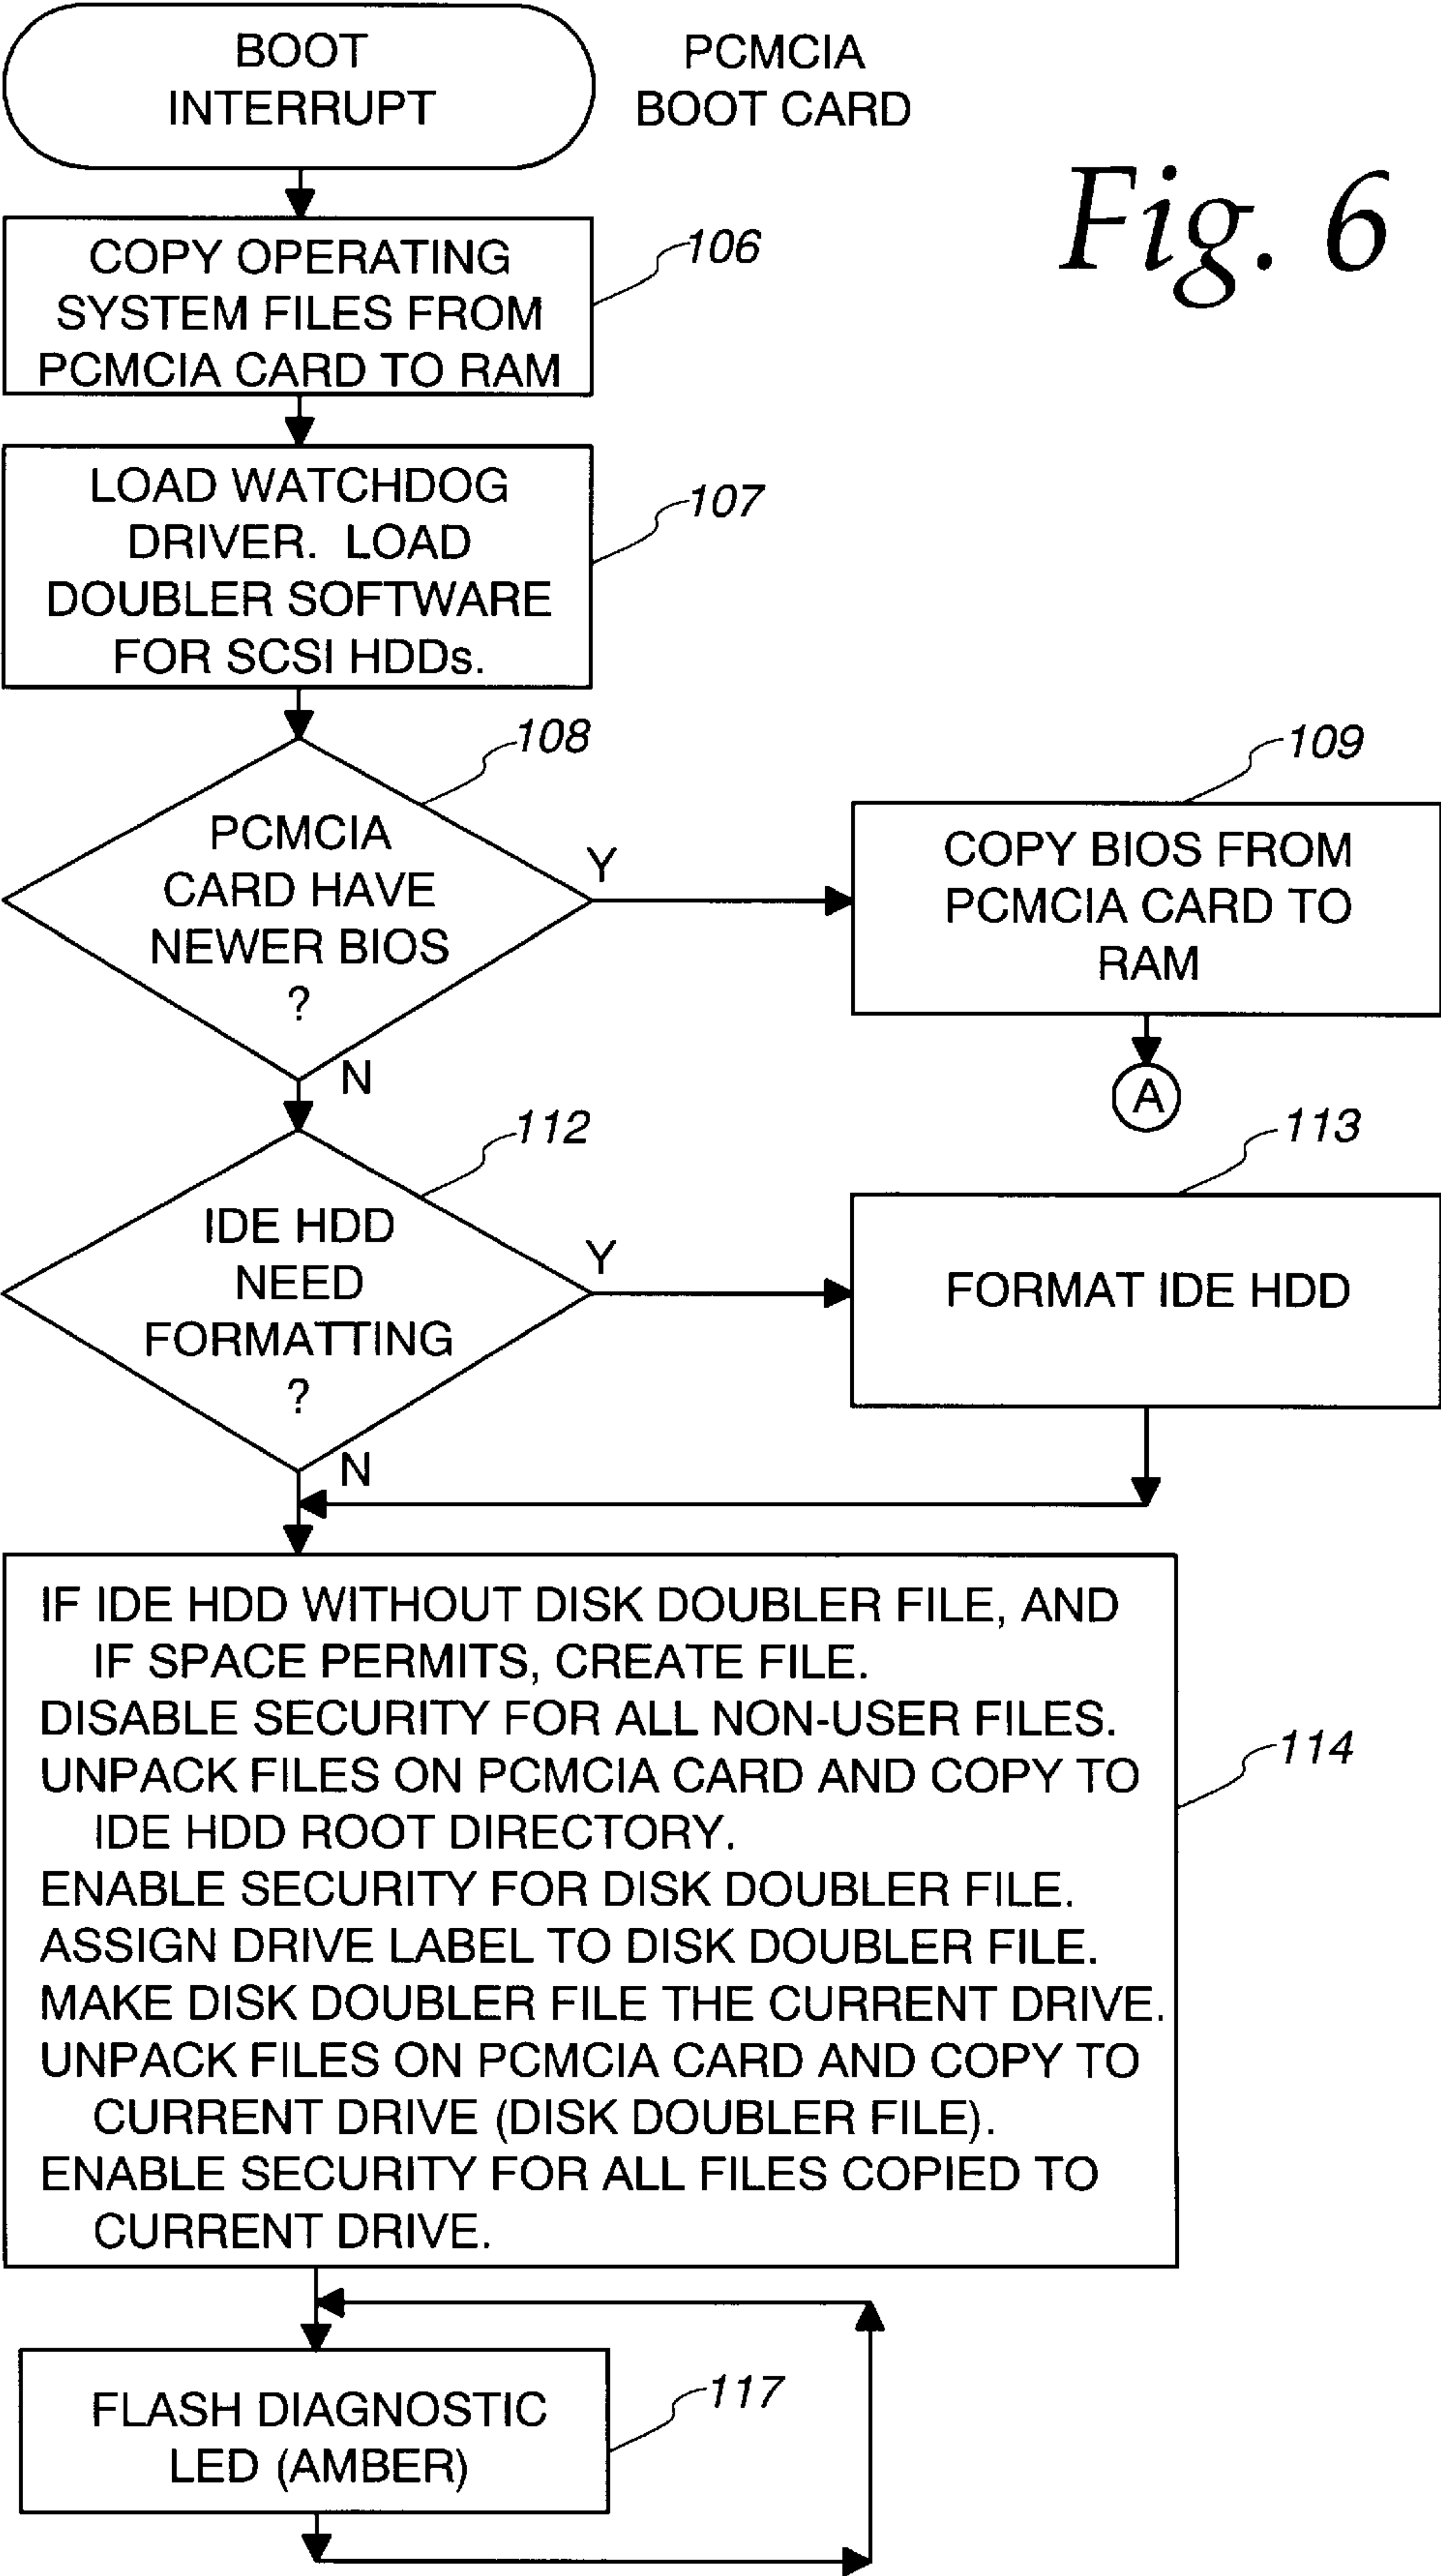 BOOT
INTERRUPT
PCMCIA
BOOT CARD
Fig. 6
COPY OPERATING
SYSTEM FILES FROM
PCMCIA CARD TO RAM
106
LOAD WATCHDOG
DRIVER. LOAD
DOUBLER SOFTWARE
FOR SCSI HDDs.
107
PCMCIA
CARD HAVE
NEWER BIOS
?
108
Y
N
COPY BIOS FROM
PCMCIA CARD TO
RAM
109
A
IDE HDD
NEED
FORMATTING
?
112
Y
N
FORMAT IDE HDD
113
IF IDE HDD WITHOUT DISK DOUBLER FILE, AND
IF SPACE PERMITS, CREATE FILE.
DISABLE SECURITY FOR ALL NON-USER FILES.
UNPACK FILES ON PCMCIA CARD AND COPY TO
IDE HDD ROOT DIRECTORY.
ENABLE SECURITY FOR DISK DOUBLER FILE.
ASSIGN DRIVE LABEL TO DISK DOUBLER FILE.
MAKE DISK DOUBLER FILE THE CURRENT DRIVE.
UNPACK FILES ON PCMCIA CARD AND COPY TO
CURRENT DRIVE (DISK DOUBLER FILE).
ENABLE SECURITY FOR ALL FILES COPIED TO
CURRENT DRIVE.
114
FLASH DIAGNOSTIC
LED (AMBER)
117